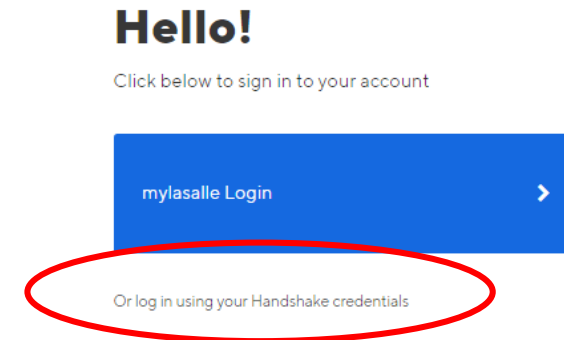 Hello!
Click below to sign in to your account
mylasalle Login
Or log in using your Handshake credentials